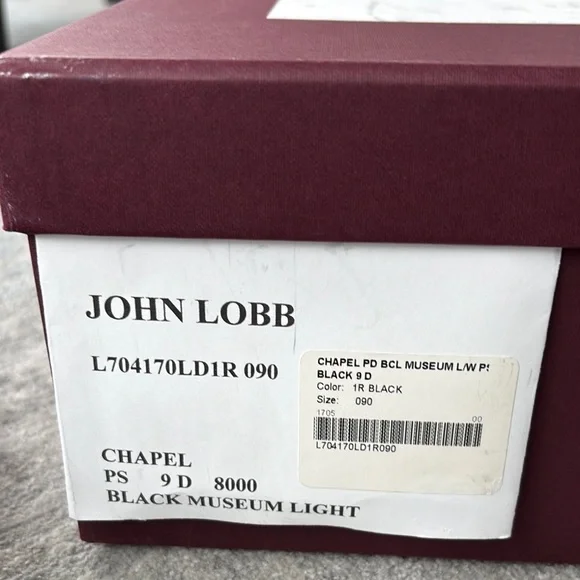 JOHN LOBB
L704170LD1R 090
CHAPEL
PS 9 D 8000
BLACK MUSEUM LIGHT
CHAPEL PD BCL MUSEUM L/W
BLACK 9 D
Color: 1R BLACK
Size: 090
1705 00
L704170LD1R090